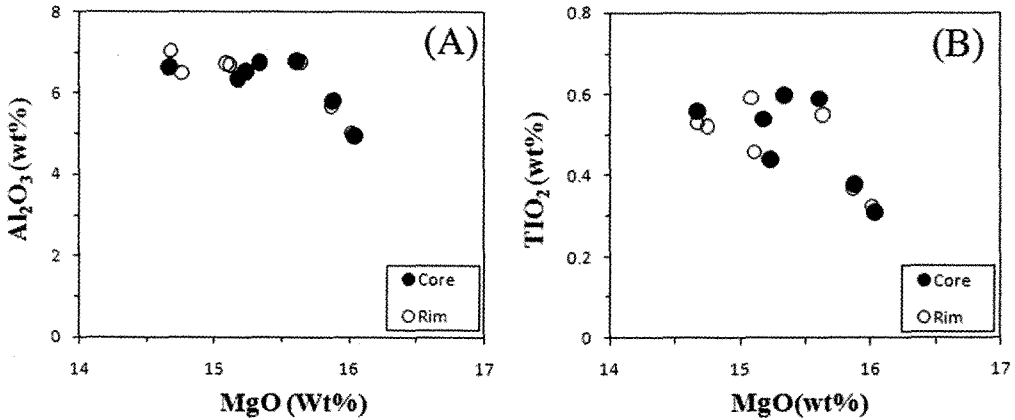 (A)
8
6
4
2
0
Al₂O₃ (wt%)
14
15
16
17
MgO (Wt%)
Core
Rim
(B)
0.8
0.6
0.4
0.2
0
TIO₂ (wt%)
14
15
16
17
MgO(wt%)
Core
Rim